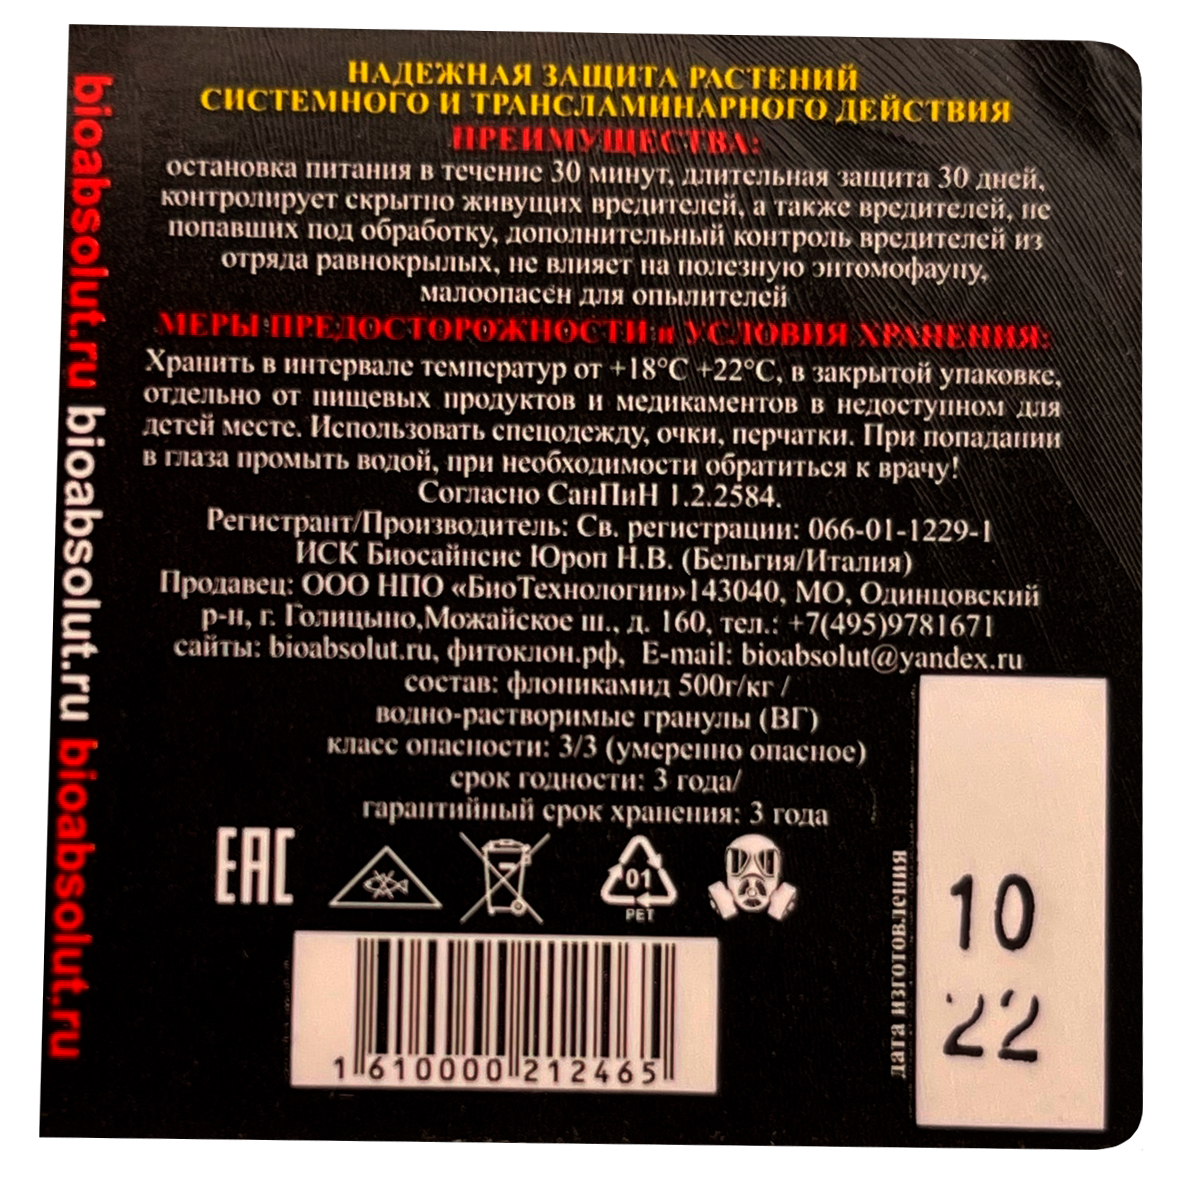 НАДЕЖНАЯ ЗАЩИТА РАСТЕНИЙ
СИСТЕМНОГО И ТРАНСЛАМИНАРНОГО ДЕЙСТВИЯ
ПРЕИМУЩЕСТВА:
остановка питания в течение 30 минут, длительная защита 30 дней,
контролирует скрытно живущих вредителей, а также вредителей, не
попавших под обработку, дополнительный контроль вредителей из
отряда равнокрылых, не влияет на полезную энтомофауну,
малоопасен для опылителей
МЕРЫ ПРЕДОСТОРОЖНОСТИ и УСЛОВИЯ ХРАНЕНИЯ:
Хранить в интервале температур от +18°С +22°С, в закрытой упаковке,
отдельно от пищевых продуктов и медикаментов в недоступном для
детей месте. Использовать спецодежду, очки, перчатки. При попадании
в глаза промыть водой, при необходимости обратиться к врачу!
Согласно СанПиН 1.2.2584.
Регистрант/Производитель: Св. регистрации: 066-01-1229-1
ИСК Биосайнсис Юроп Н.В. (Бельгия/Италия)
Продавец: ООО НПО «БиоТехнологии»143040, МО, Одинцовский
р-н, г. Голицыно,Можайское ш., д. 160, тел.: +7(495)9781671
сайты: bioabsolut.ru, фитоклон.рф, E-mail: bioabsolut@yandex.ru
состав: флоникамид 500г/кг /
водно-растворимые гранулы (ВГ)
класс опасности: 3/3 (умеренно опасное)
срок годности: 3 года/
гарантийный срок хранения: 3 года
EAC
01
PET
1 610000 212465
дата изготовления
10
22
bioabsolut.ru bioabsolut.ru bioabsolut.ru